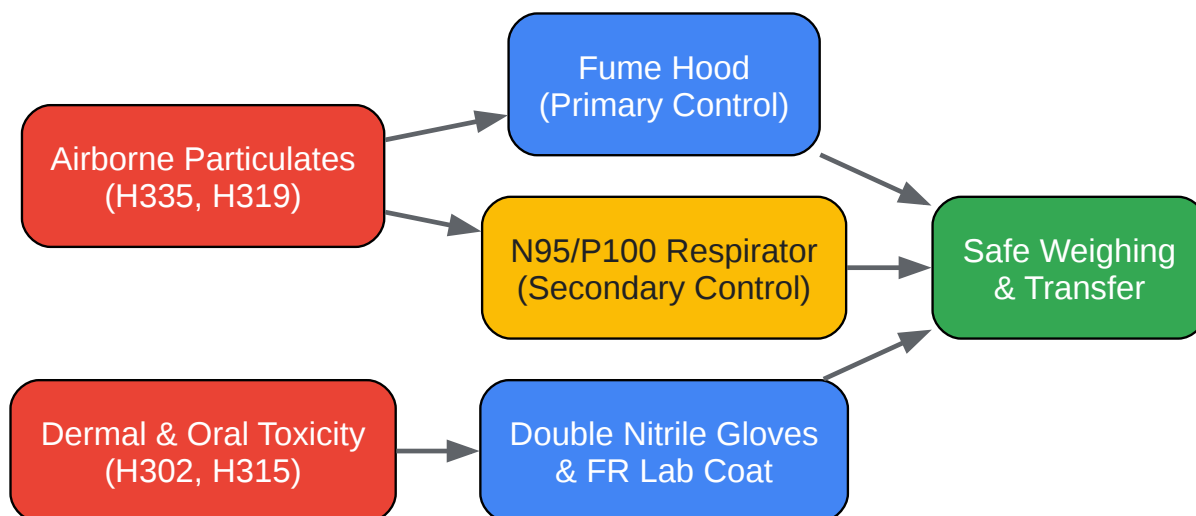 Fume Hood
(Primary Control)
Airborne Particulates
(H335, H319)
N95/P100 Respirator
(Secondary Control)
Safe Weighing
& Transfer
Dermal & Oral Toxicity
(H302, H315)
Double Nitrile Gloves
& FR Lab Coat